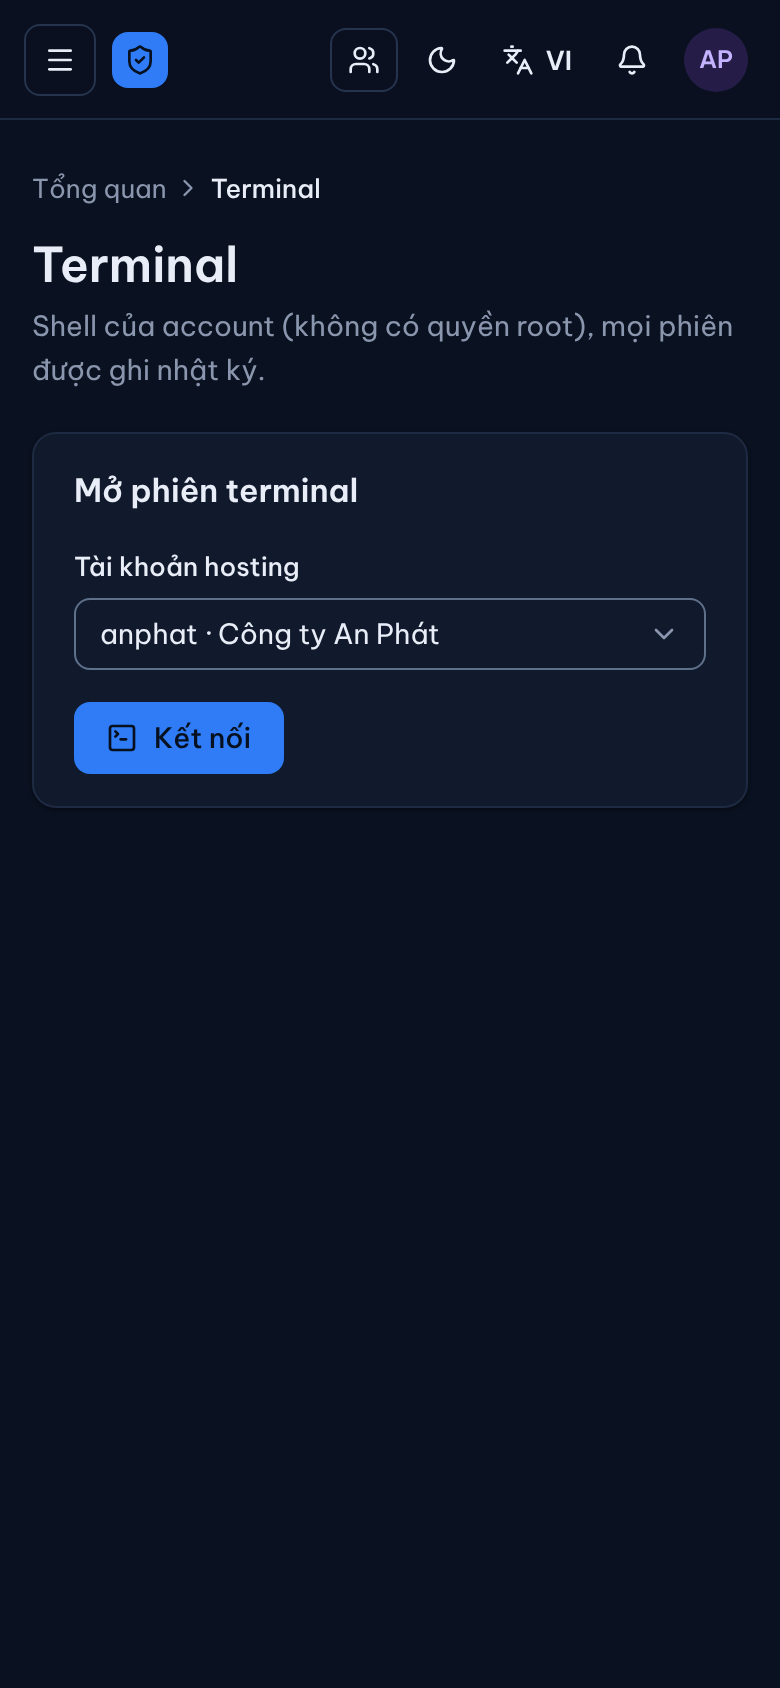 VI
AP
Tổng quan > Terminal
Terminal
Shell của account (không có quyền root), mọi phiên
được ghi nhật ký.
Mở phiên terminal
Tài khoản hosting
anphat · Công ty An Phát
Kết nối